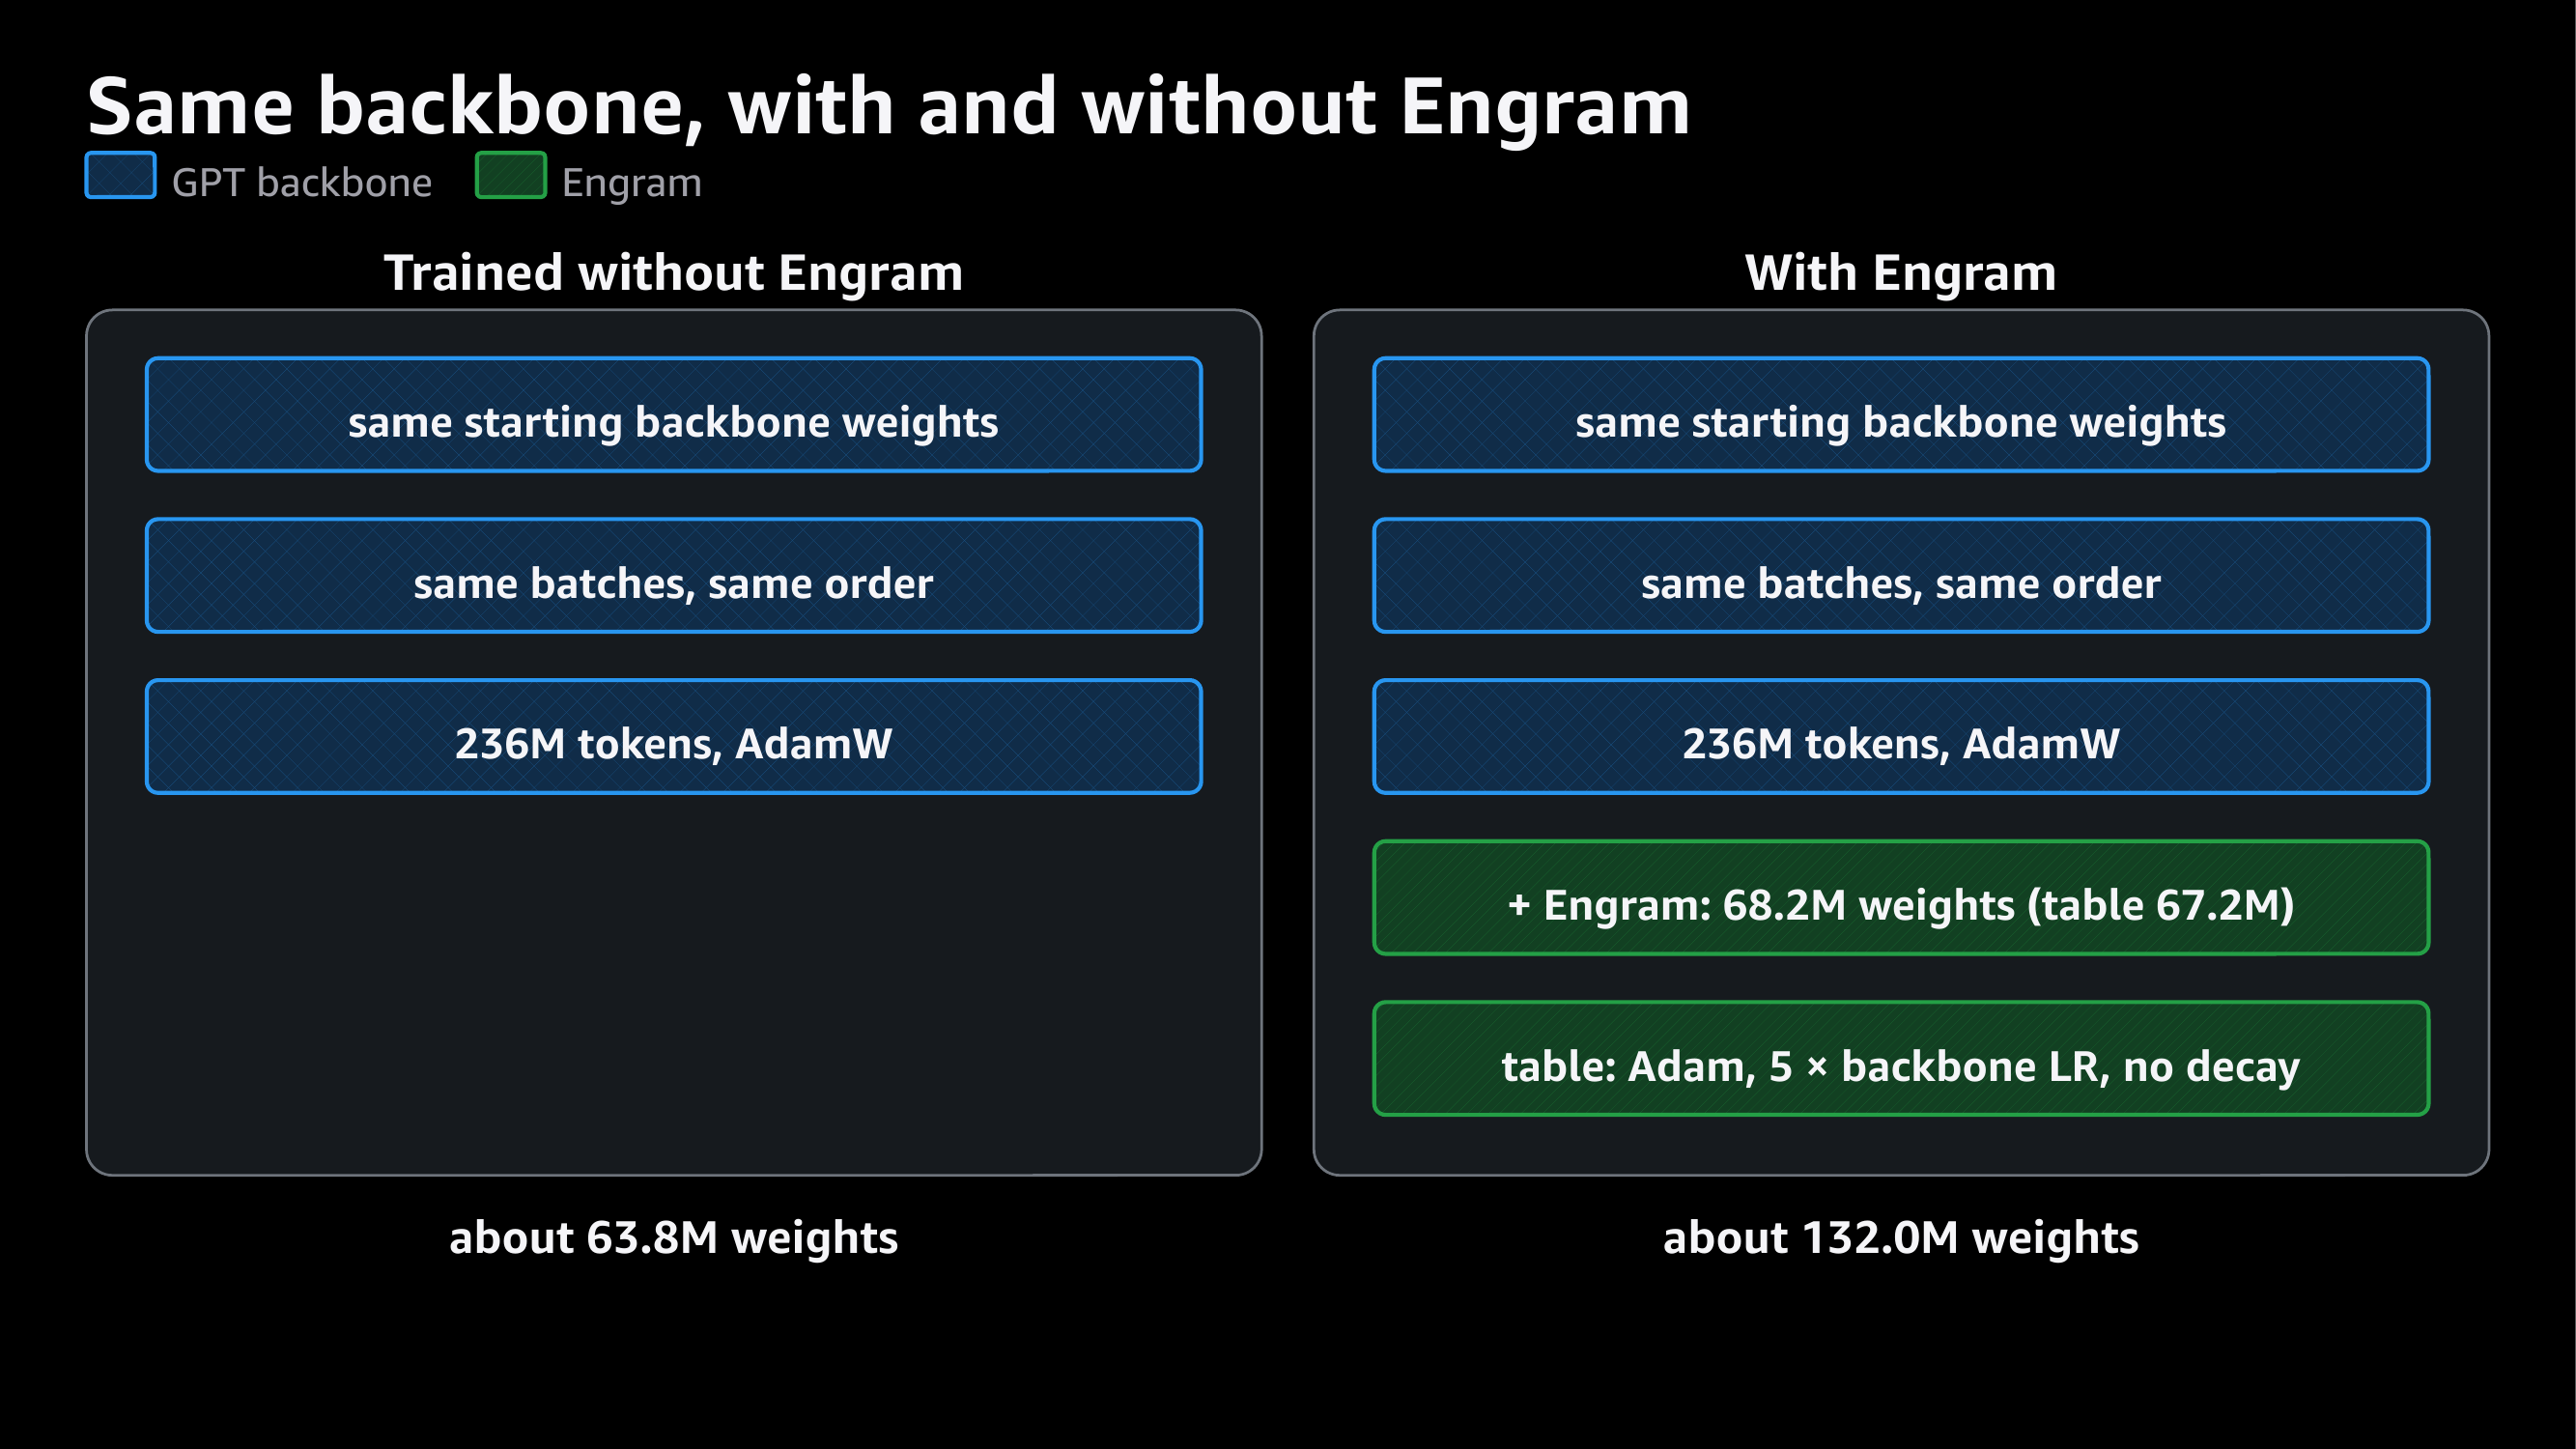 Same backbone, with and without Engram
GPT backbone
Engram
Trained without Engram
same starting backbone weights
same batches, same order
236M tokens, AdamW
about 63.8M weights
With Engram
same starting backbone weights
same batches, same order
236M tokens, AdamW
+ Engram: 68.2M weights (table 67.2M)
table: Adam, 5 × backbone LR, no decay
about 132.0M weights